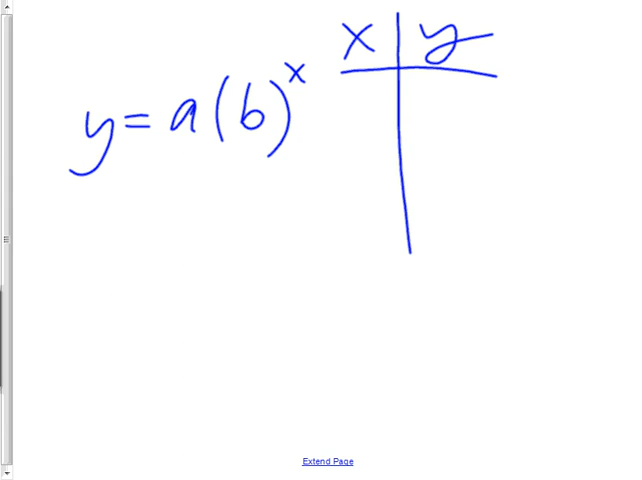 x | y
y = a(b)^x
Extend Page